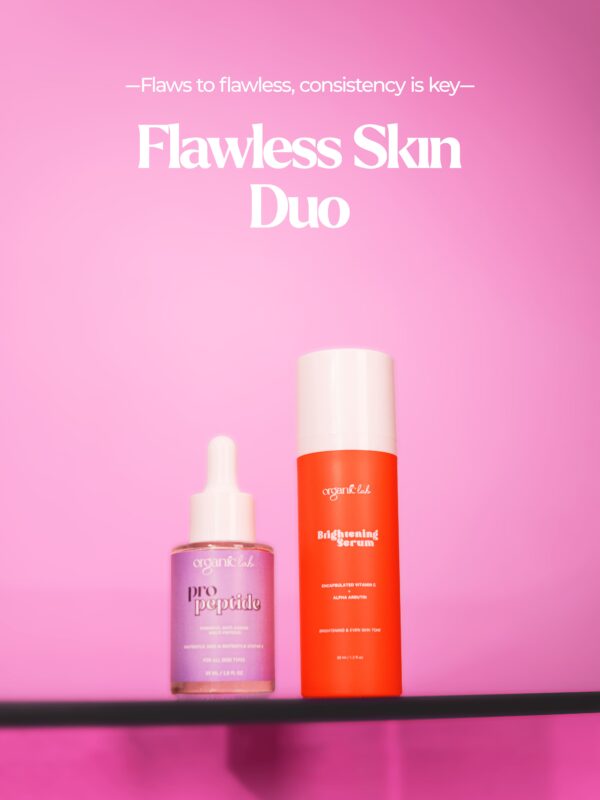 —Flaws to flawless, consistency is key—
Flawless Skin
Duo
organic lab
pro
peptide
FOR ALL SKIN TYPES
organic lab
Brightening
Serum
ENCAPSULATED VITAMIN C
+
ALPHA ARBUTIN
BRIGHTENING & EVEN SKIN TONE